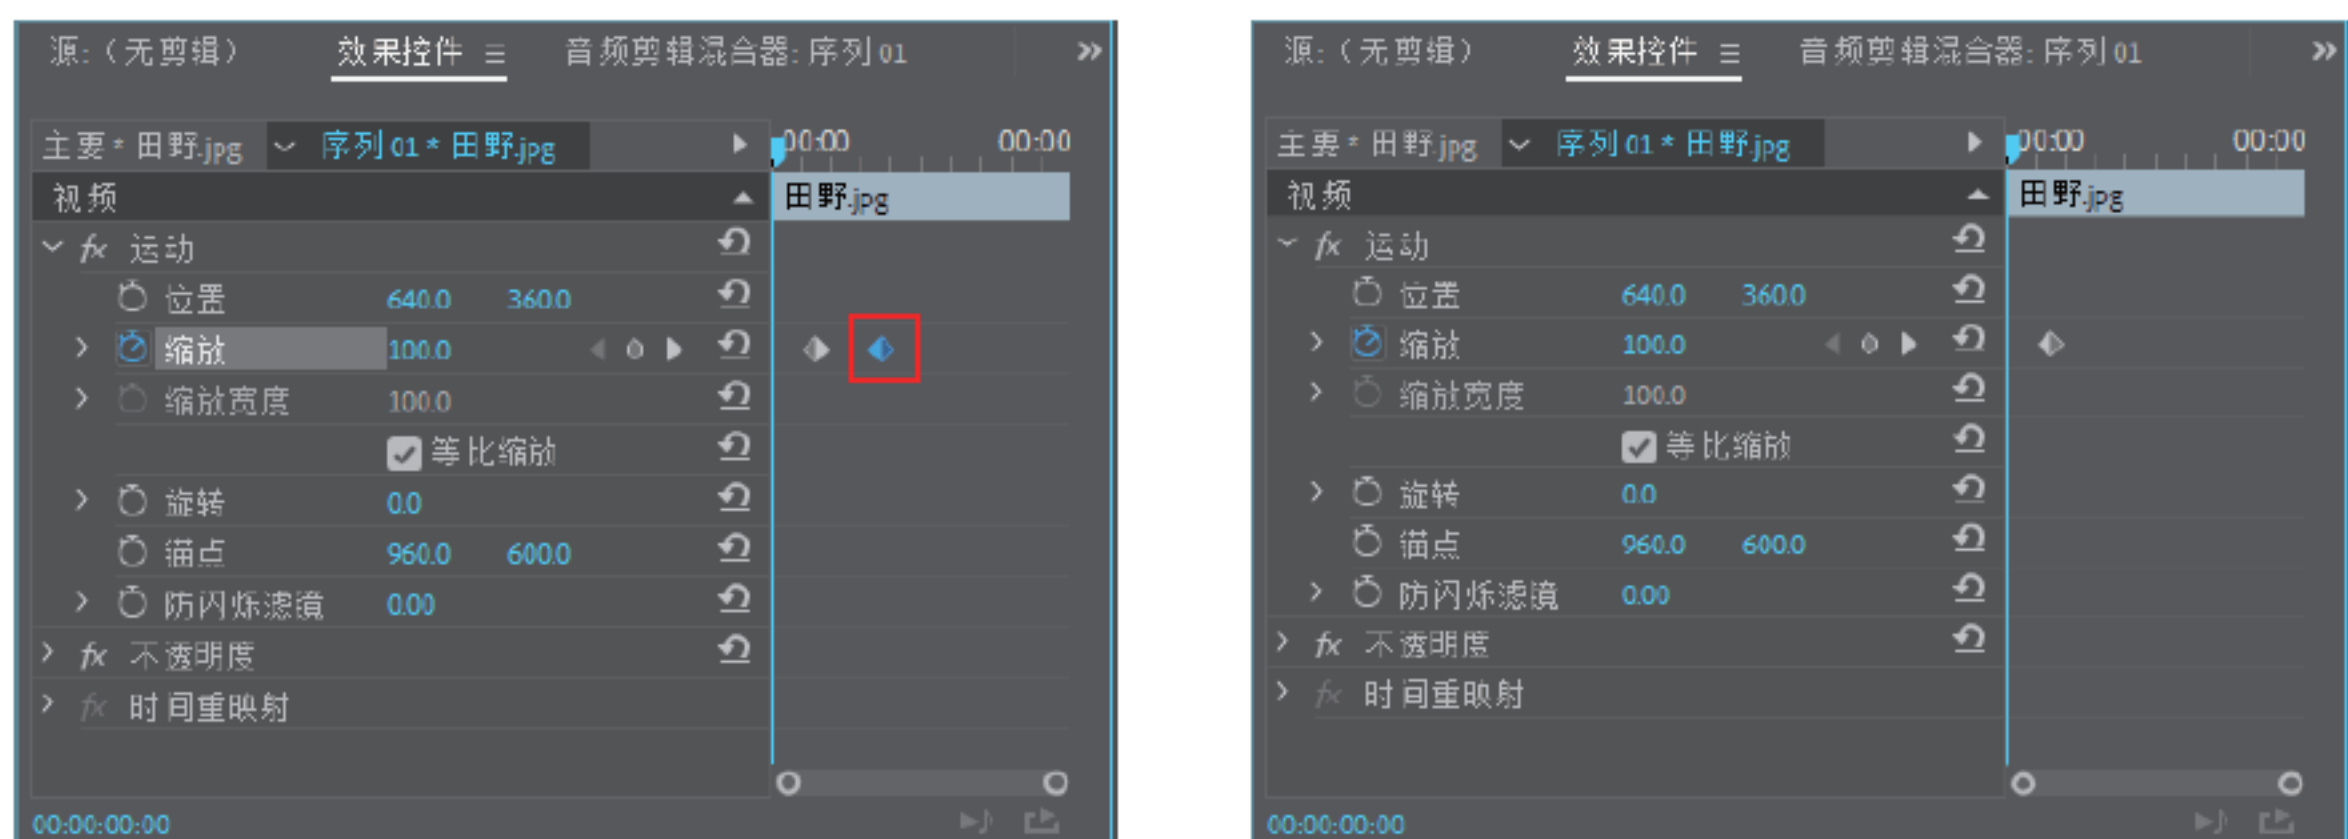 源:（无剪辑） 效果控件 音频剪辑混合器: 序列 01
主要 * 田野.jpg 序列 01 * 田野.jpg 00:00 00:00
视频 田野.jpg
fx 运动
位置 640.0 360.0
缩放 100.0
缩放宽度 100.0
等比缩放
旋转 0.0
锚点 960.0 600.0
防闪烁滤镜 0.00
fx 不透明度
fx 时间重映射
00:00:00:00
源:（无剪辑） 效果控件 音频剪辑混合器: 序列 01
主要 * 田野.jpg 序列 01 * 田野.jpg 00:00 00:00
视频 田野.jpg
fx 运动
位置 640.0 360.0
缩放 100.0
缩放宽度 100.0
等比缩放
旋转 0.0
锚点 960.0 600.0
防闪烁滤镜 0.00
fx 不透明度
fx 时间重映射
00:00:00:00